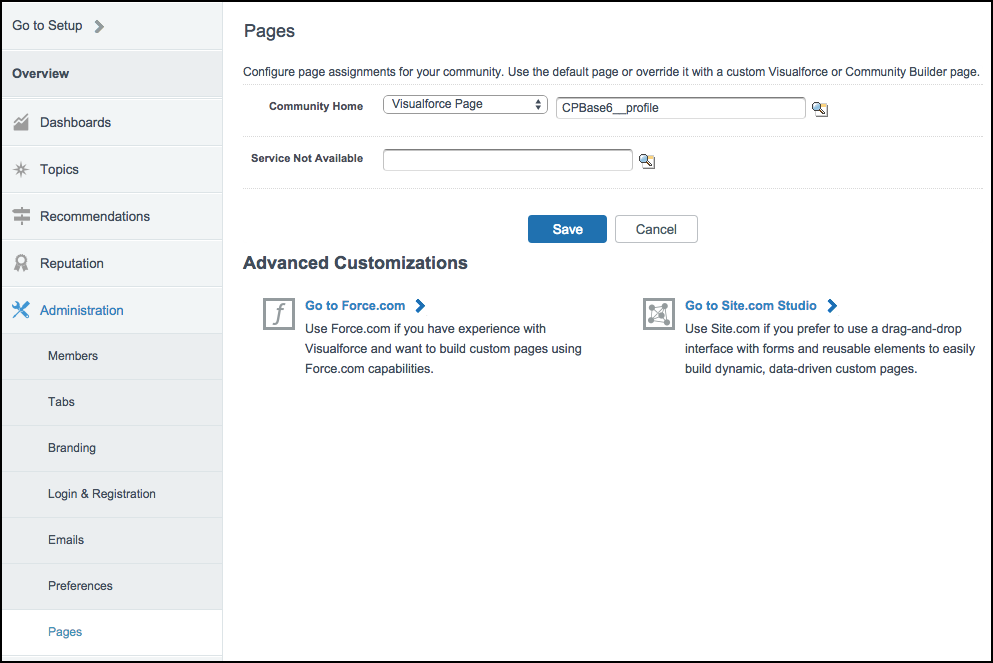 Go to Setup
Overview
Dashboards
Topics
Recommendations
Reputation
Administration
Members
Tabs
Branding
Login & Registration
Emails
Preferences
Pages
Pages
Configure page assignments for your community. Use the default page or override it with a custom Visualforce or Community Builder page.
Community Home Visualforce Page CPBase6__profile
Service Not Available
Save Cancel
Advanced Customizations
Go to Force.com
Use Force.com if you have experience with
Visualforce and want to build custom pages using
Force.com capabilities.
Go to Site.com Studio
Use Site.com if you prefer to use a drag-and-drop
interface with forms and reusable elements to easily
build dynamic, data-driven custom pages.